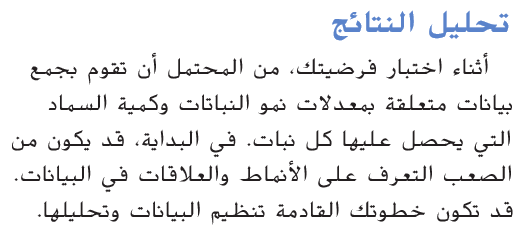 تحليل النتائج
أثناء اختبار فرضيتك، من المحتمل أن تقوم بجمع
بيانات متعلقة بمعدلات نمو النباتات وكمية السماد
التي يحصل عليها كل نبات. في البداية، قد يكون من
الصعب التعرف على الأنماط والعلاقات في البيانات.
قد تكون خطوتك القادمة تنظيم البيانات وتحليلها.